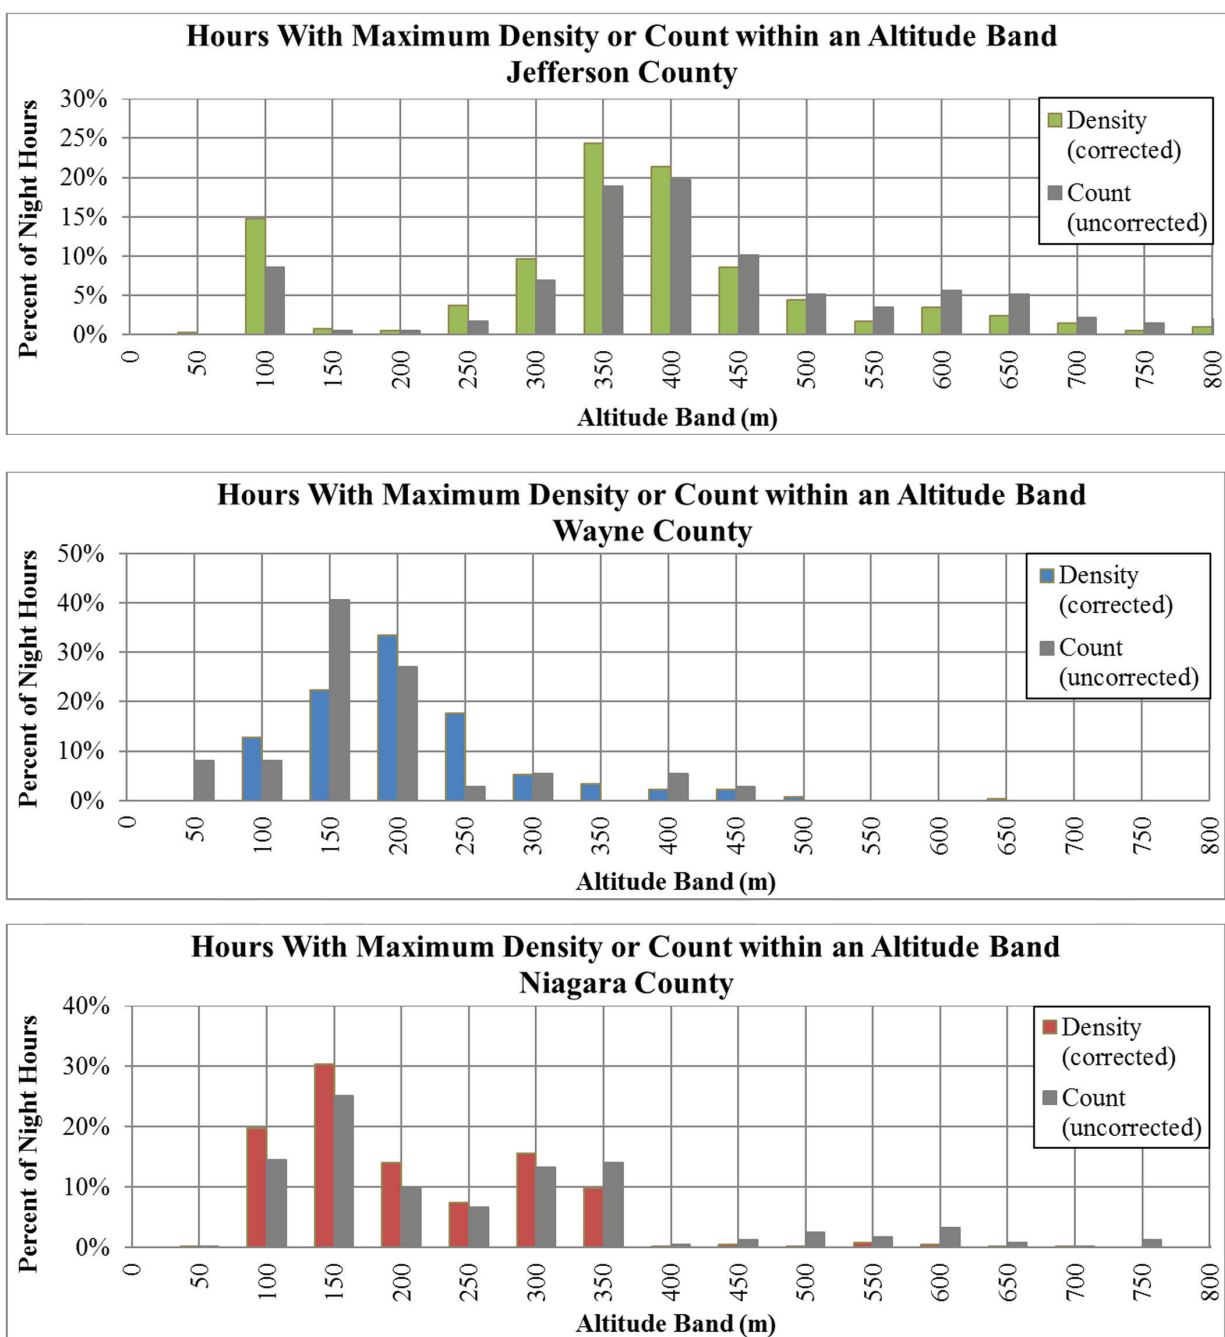 Hours With Maximum Density or Count within an Altitude Band
Jefferson County
Percent of Night Hours
30%
25%
20%
15%
10%
5%
0%
0 50 100 150 200 250 300 350 400 450 500 550 600 650 700 750 800
Altitude Band (m)
Density
(corrected)
Count
(uncorrected)
Hours With Maximum Density or Count within an Altitude Band
Wayne County
Percent of Night Hours
50%
40%
30%
20%
10%
0%
0 50 100 150 200 250 300 350 400 450 500 550 600 650 700 750 800
Altitude Band (m)
Density
(corrected)
Count
(uncorrected)
Hours With Maximum Density or Count within an Altitude Band
Niagara County
Percent of Night Hours
40%
30%
20%
10%
0%
0 50 100 150 200 250 300 350 400 450 500 550 600 650 700 750 800
Altitude Band (m)
Density
(corrected)
Count
(uncorrected)